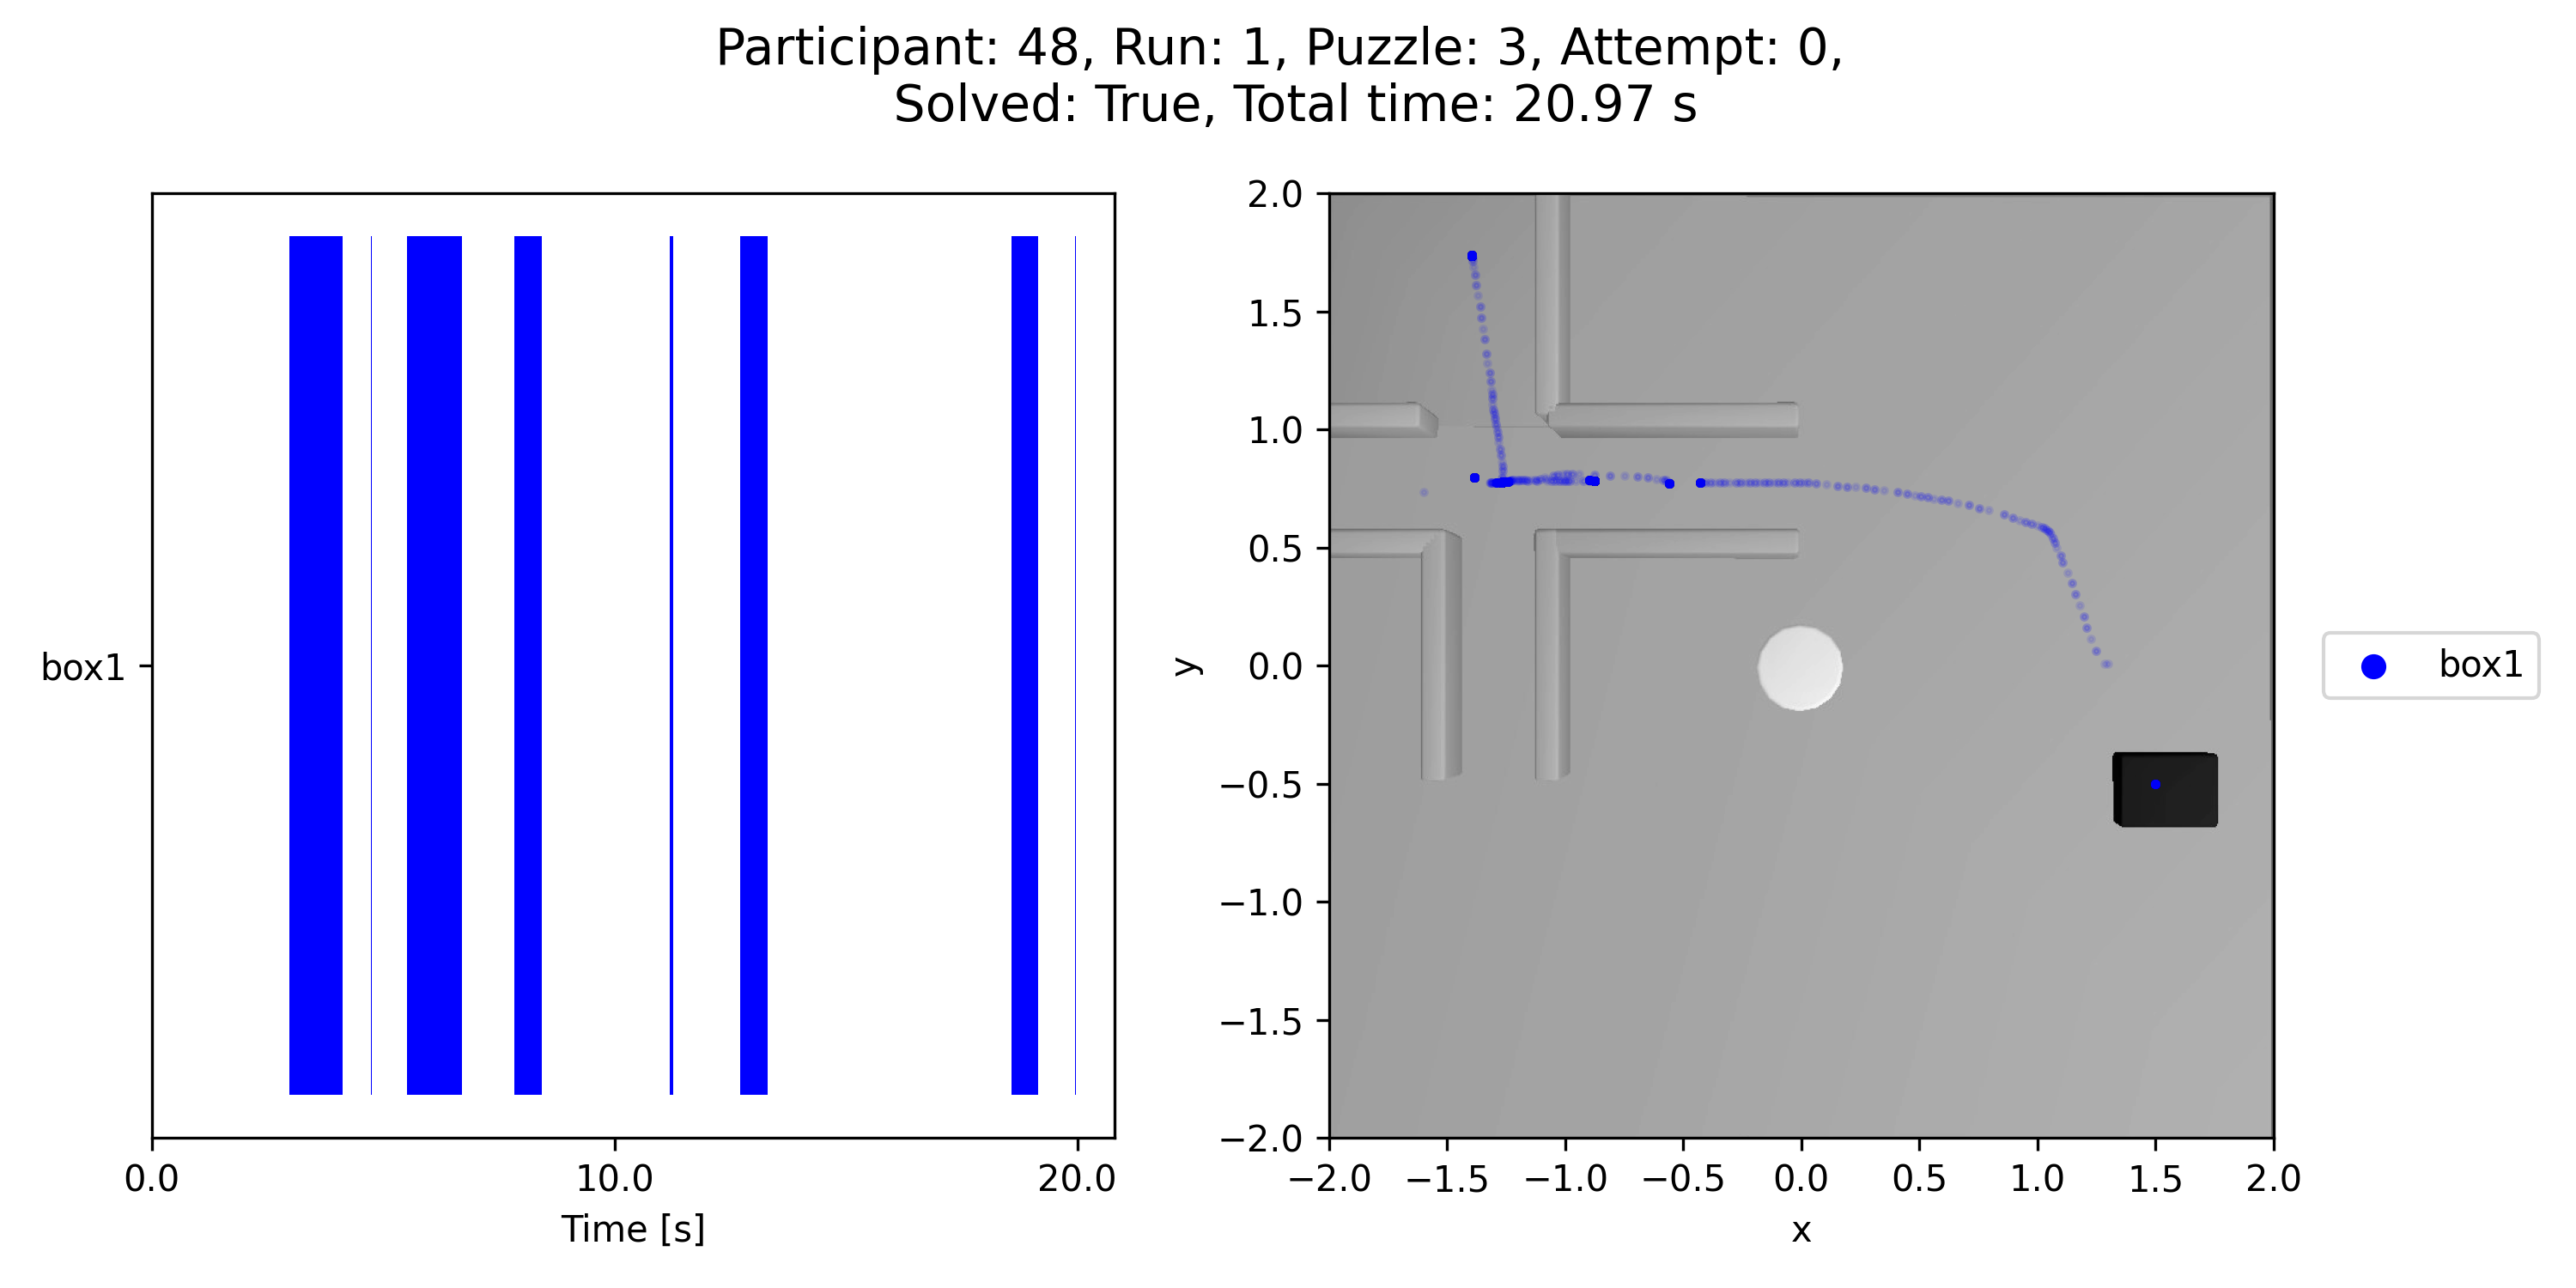 Participant: 48, Run: 1, Puzzle: 3, Attempt: 0,
Solved: True, Total time: 20.97 s
box1
0.0 10.0 20.0
Time [s]
y
2.0
1.5
1.0
0.5
0.0
−0.5
−1.0
−1.5
−2.0
−2.0 −1.5 −1.0 −0.5 0.0 0.5 1.0 1.5 2.0
x
box1